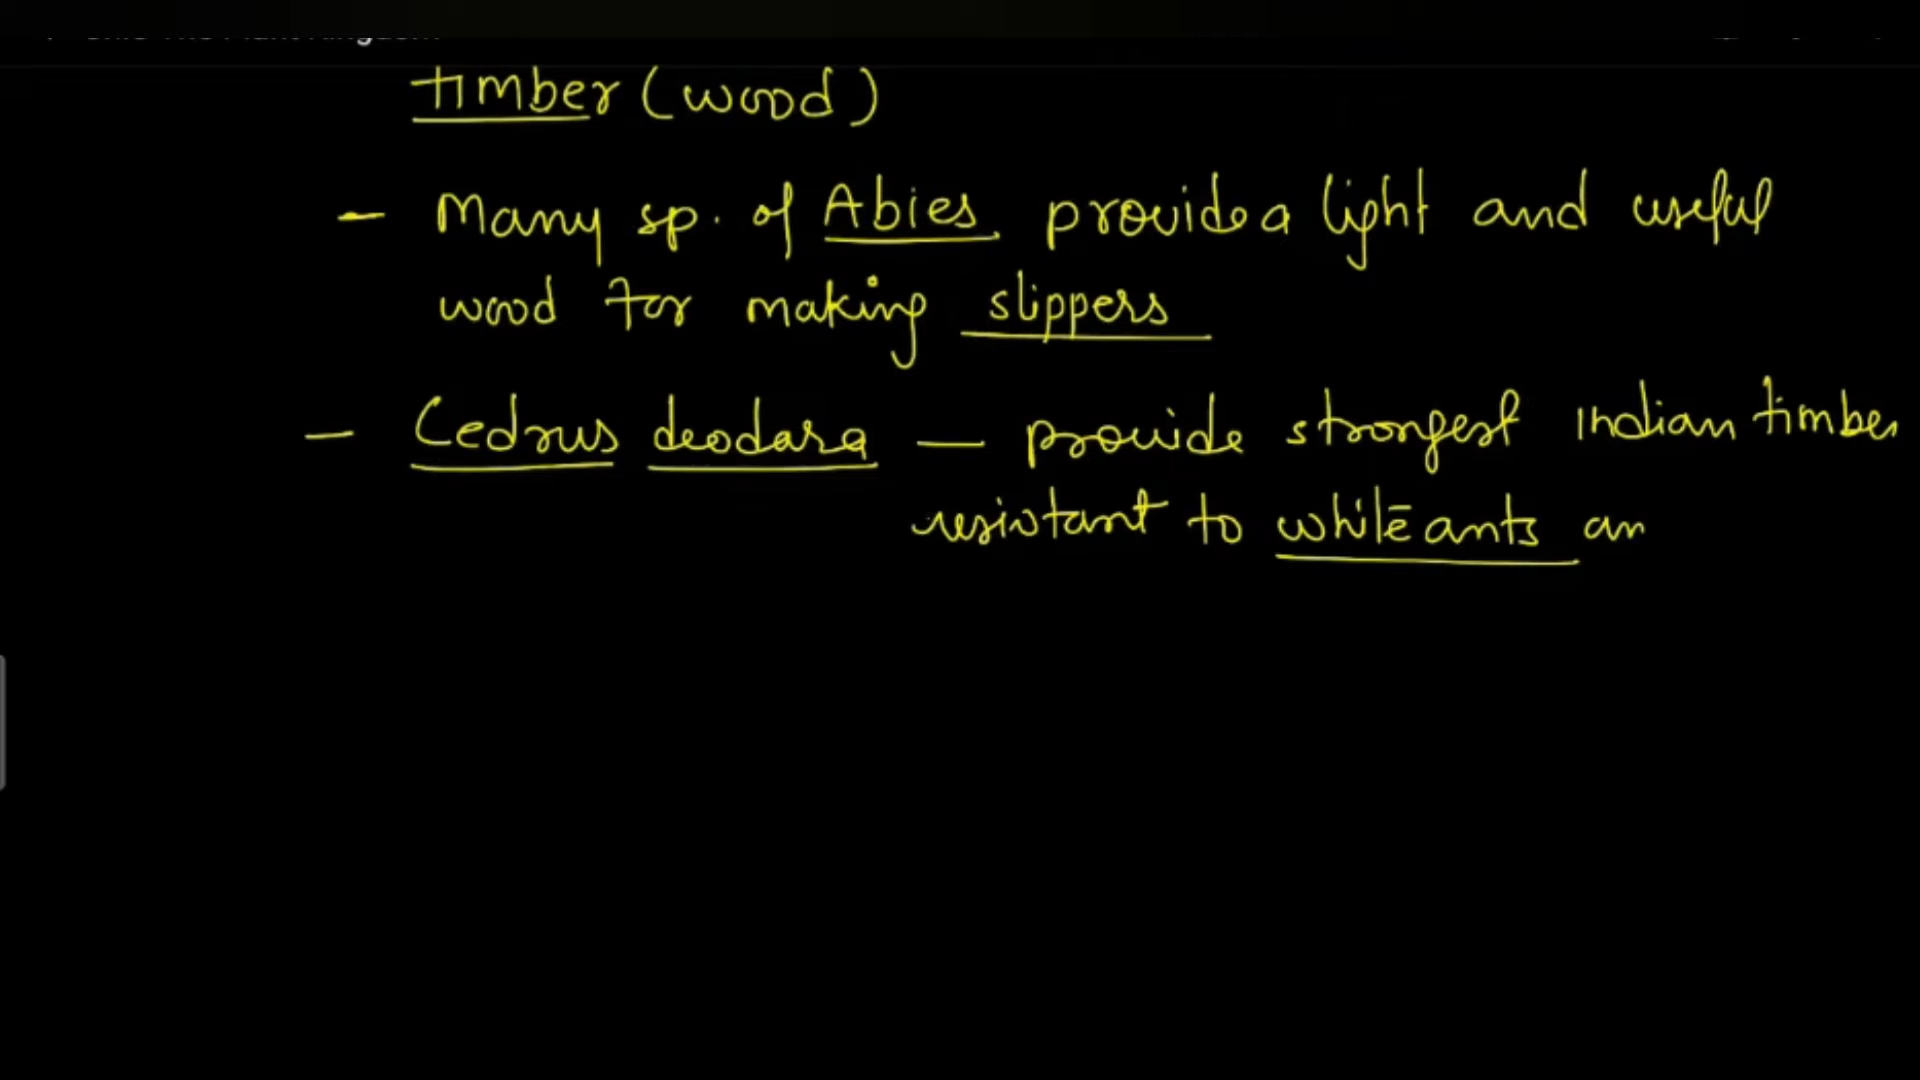 timber (wood)
- Many sp. of Abies provide a light and useful
wood for making slippers
- Cedrus deodara - provide strongest Indian timber
resistant to white ants an